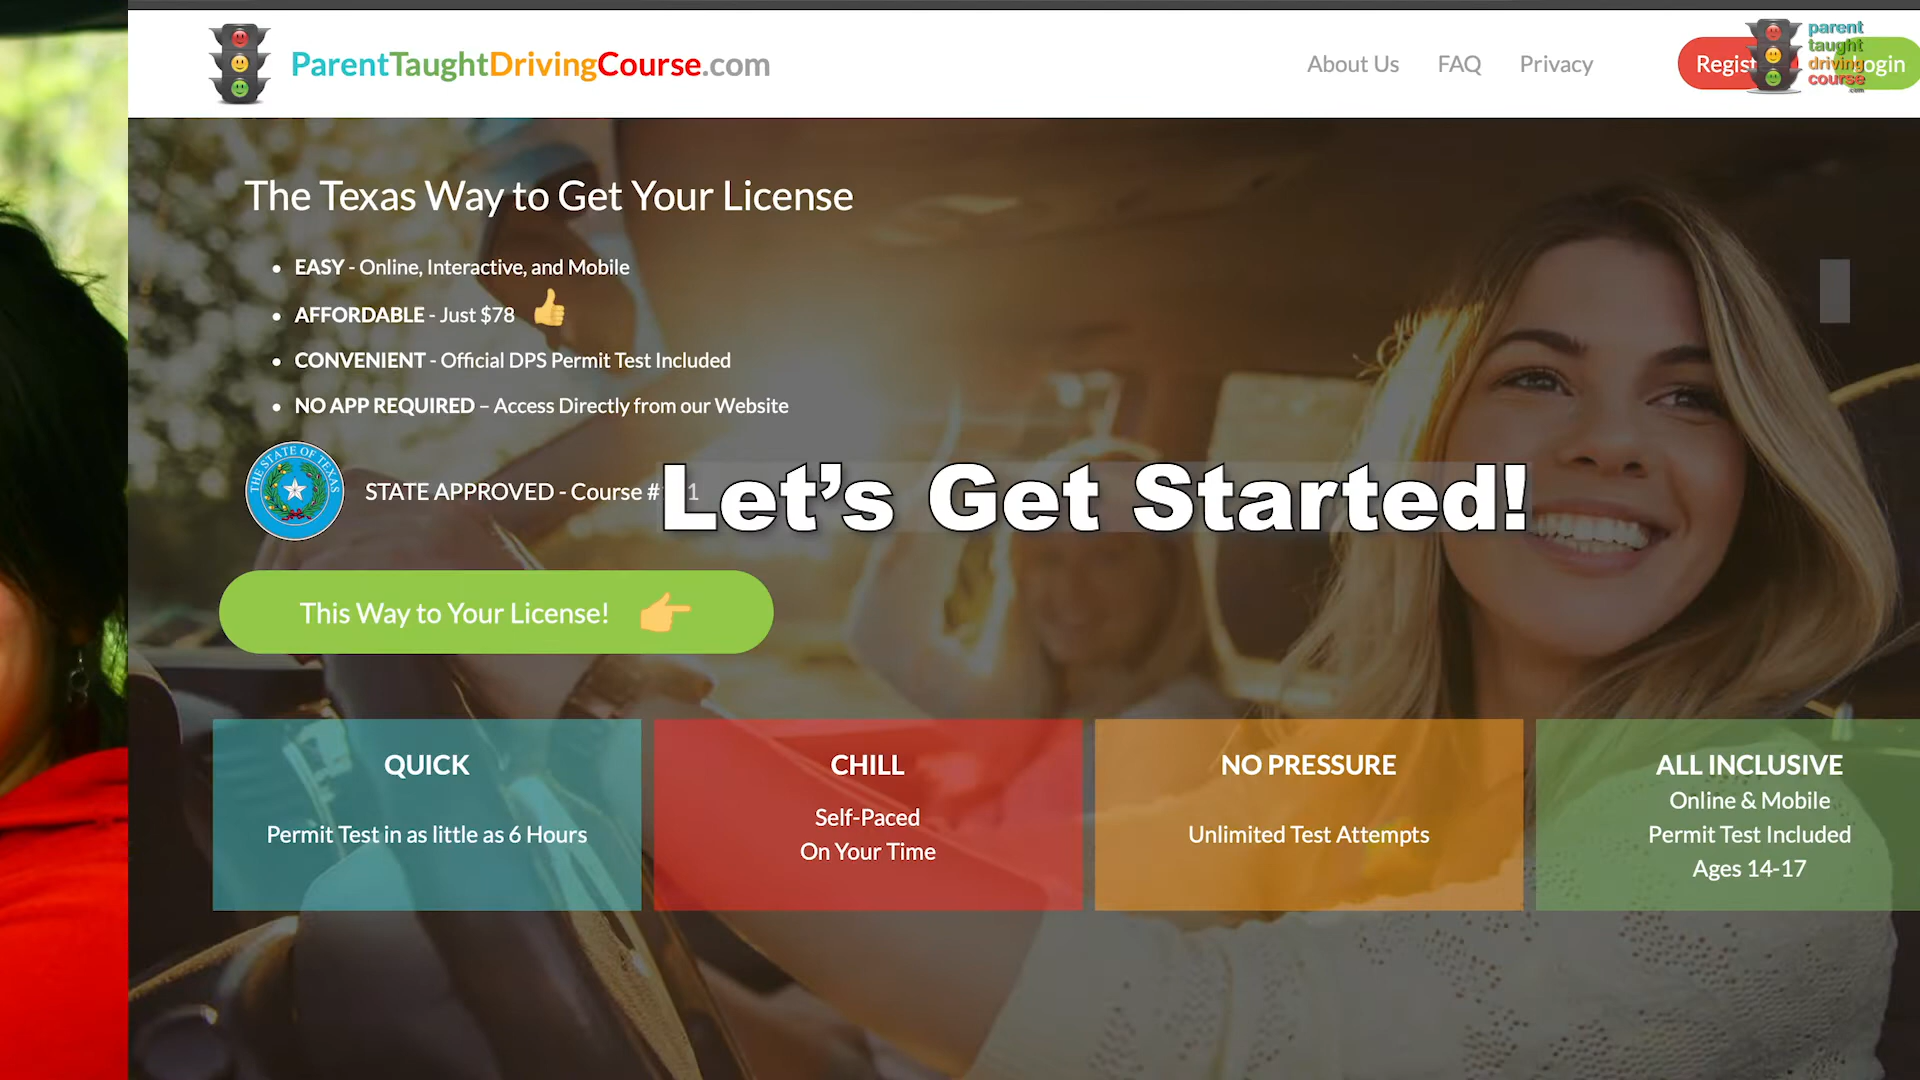 ParentTaughtDrivingCourse.com
About Us
FAQ
Privacy
parent
taught
driving
course
.com
The Texas Way to Get Your License
EASY - Online, Interactive, and Mobile
AFFORDABLE - Just $78
CONVENIENT - Official DPS Permit Test Included
NO APP REQUIRED – Access Directly from our Website
THE STATE OF TEXAS
STATE APPROVED - Course #
Let's Get Started!
This Way to Your License!
QUICK
Permit Test in as little as 6 Hours
CHILL
Self-Paced
On Your Time
NO PRESSURE
Unlimited Test Attempts
ALL INCLUSIVE
Online & Mobile
Permit Test Included
Ages 14-17